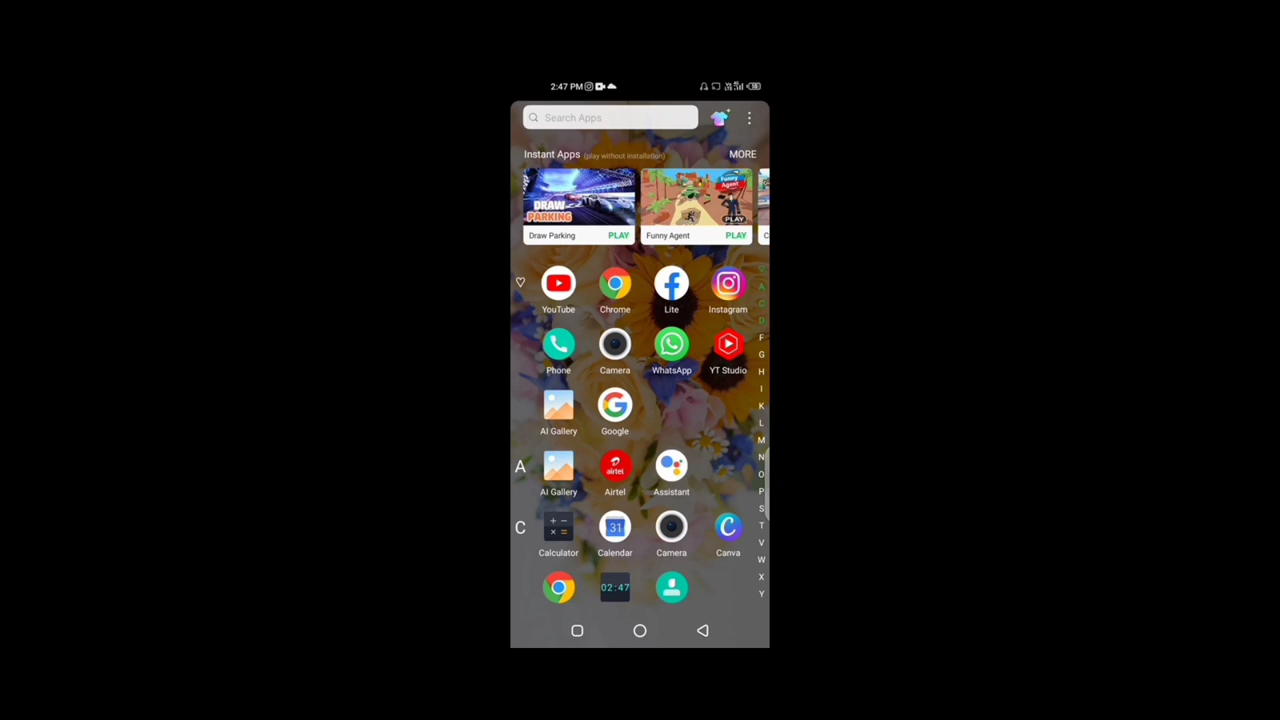 2:47 PM
Search Apps
Instant Apps (play without installation) MORE
DRAW PARKING
Funny Agent
PLAY
Draw Parking PLAY
Funny Agent PLAY
YouTube Chrome Lite Instagram
Phone Camera WhatsApp YT Studio
AI Gallery Google
A
airtel
AI Gallery Airtel Assistant
C
31
Calculator Calendar Camera Canva
02:47
A
C
D
F
G
H
I
K
L
M
N
O
P
S
T
V
W
X
Y